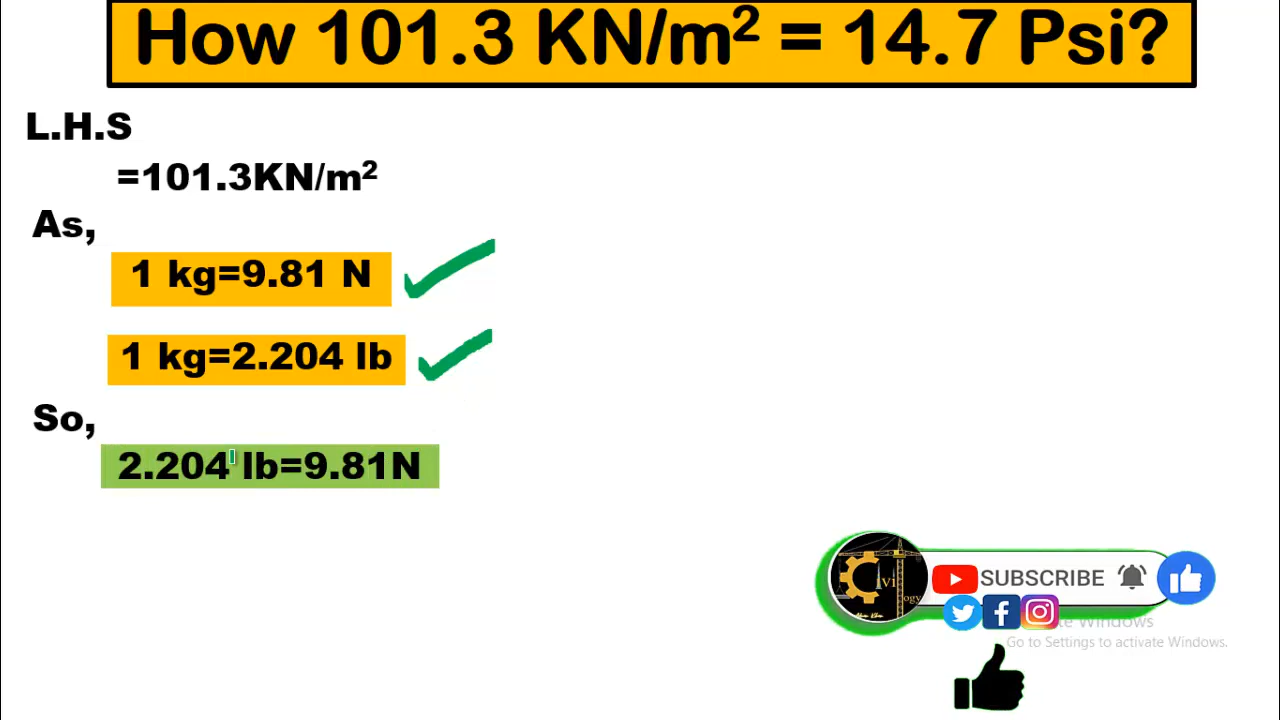 How 101.3 KN/m² = 14.7 Psi?
L.H.S
=101.3KN/m²
As,
1 kg=9.81 N
1 kg=2.204 lb
So,
2.204 lb=9.81N
SUBSCRIBE
Windows
Go to Settings to activate Windows.